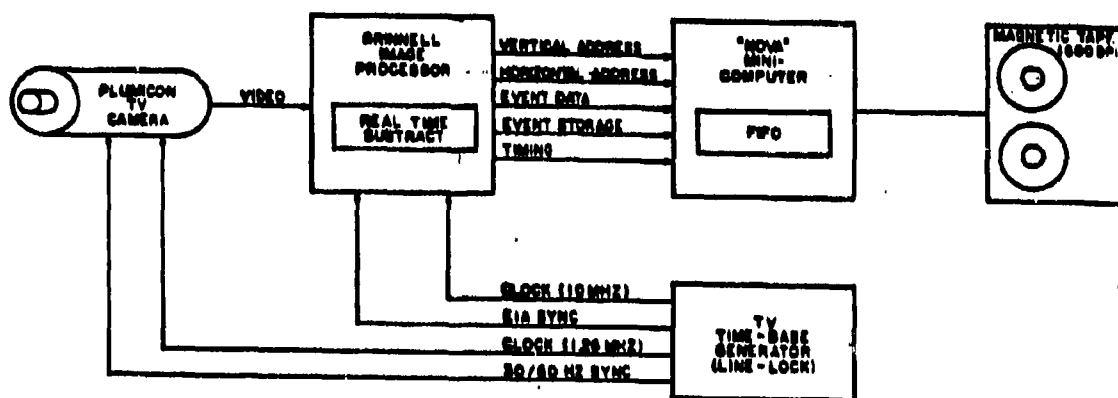 PLUMICON
TV
CAMERA
VIDEO
GRINNELL
IMAGE
PROCESSOR
REAL TIME
SUBTRACT
VERTICAL ADDRESS
HORIZONTAL ADDRESS
EVENT DATA
EVENT STORAGE
TIMING
"NOVA"
MINI-
COMPUTER
FIFO
MAGNETIC TAPE
CLOCK (10 MHZ)
EIA SYNC
CLOCK (1.26 MHZ)
30/60 HZ SYNC
TV
TIME-BASE
GENERATOR
(LINE-LOCK)